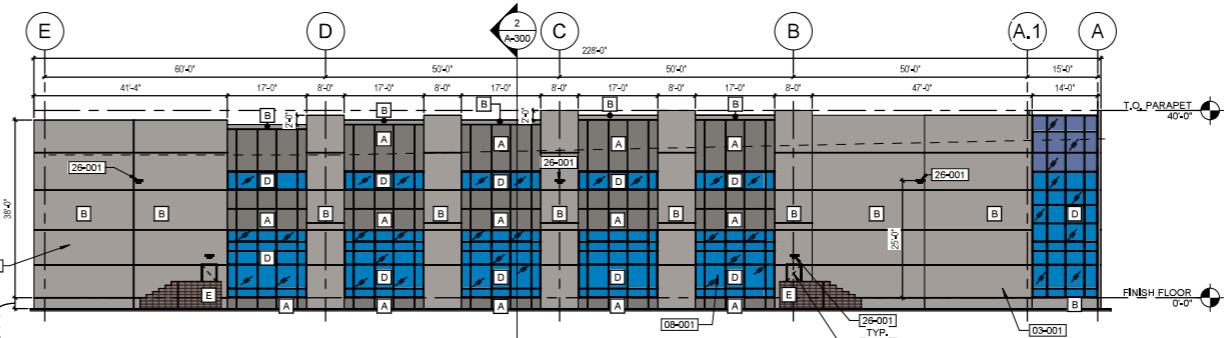 E D 2 A-300 C B A.1 A
228'-0"
60'-0" 50'-0" 50'-0" 50'-0" 15'-0"
41'-4" 17'-0" 8'-0" 17'-0" 8'-0" 17'-0" 8'-0" 17'-0" 8'-0" 17'-0" 8'-0" 47'-0" 14'-0"
B B B B B T.O. PARAPET
2'-0" 2'-0" 40'-0"
A A A A
26-001 26-001 26-001
D D D D D
38'-0" B B B B B B B B B D
A A A A A
25'-0"
D D D D D
E E FINISH FLOOR
A A A A A B 0'-0"
08-001 26-001 03-001
TYP.